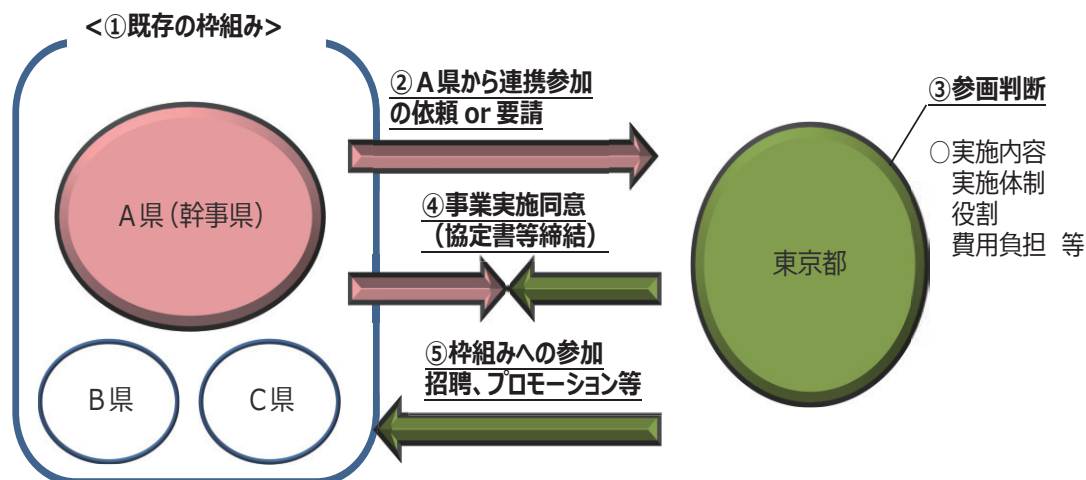 <①既存の枠組み>
②A県から連携参加
の依頼 or 要請
③参画判断
○実施内容
実施体制
役割
費用負担 等
A県(幹事県)
④事業実施同意
(協定書等締結)
東京都
⑤枠組みへの参加
招聘、プロモーション等
B県
C県